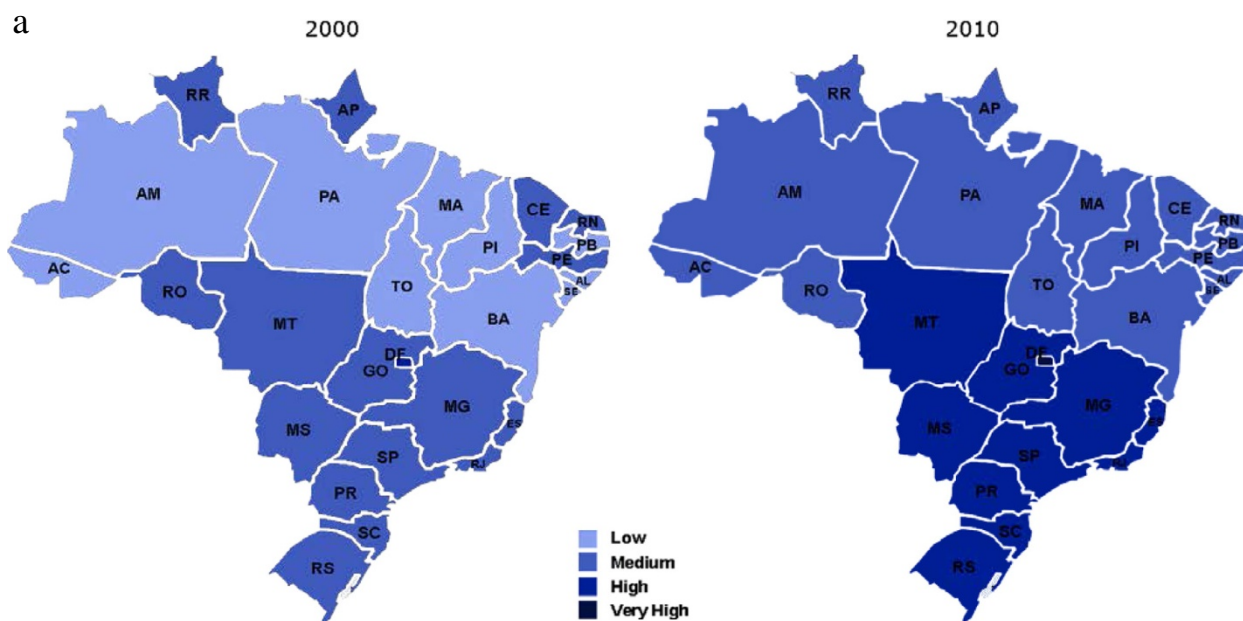 a
2000
2010
RR
AP
AM
PA
MA
CE
RN
PB
PI
PE
AC
AL
SE
TO
RO
BA
MT
DF
GO
MG
MS
ES
SP
RJ
PR
SC
RS
RR
AP
AM
PA
MA
CE
RN
PB
PI
PE
AC
AL
SE
TO
RO
BA
MT
DF
GO
MG
MS
ES
SP
RJ
PR
SC
RS
Low
Medium
High
Very High